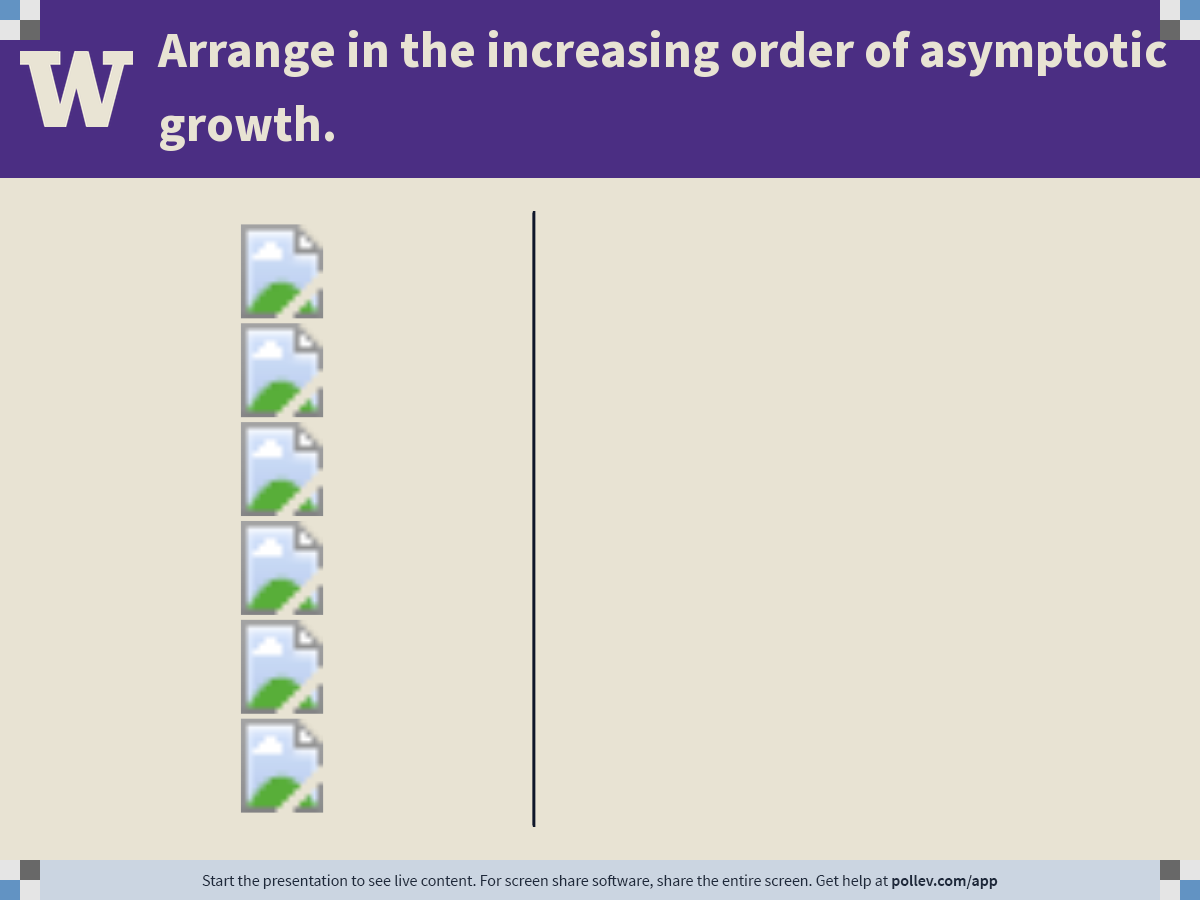 W
Arrange in the increasing order of asymptotic
growth.
Start the presentation to see live content. For screen share software, share the entire screen. Get help at pollev.com/app